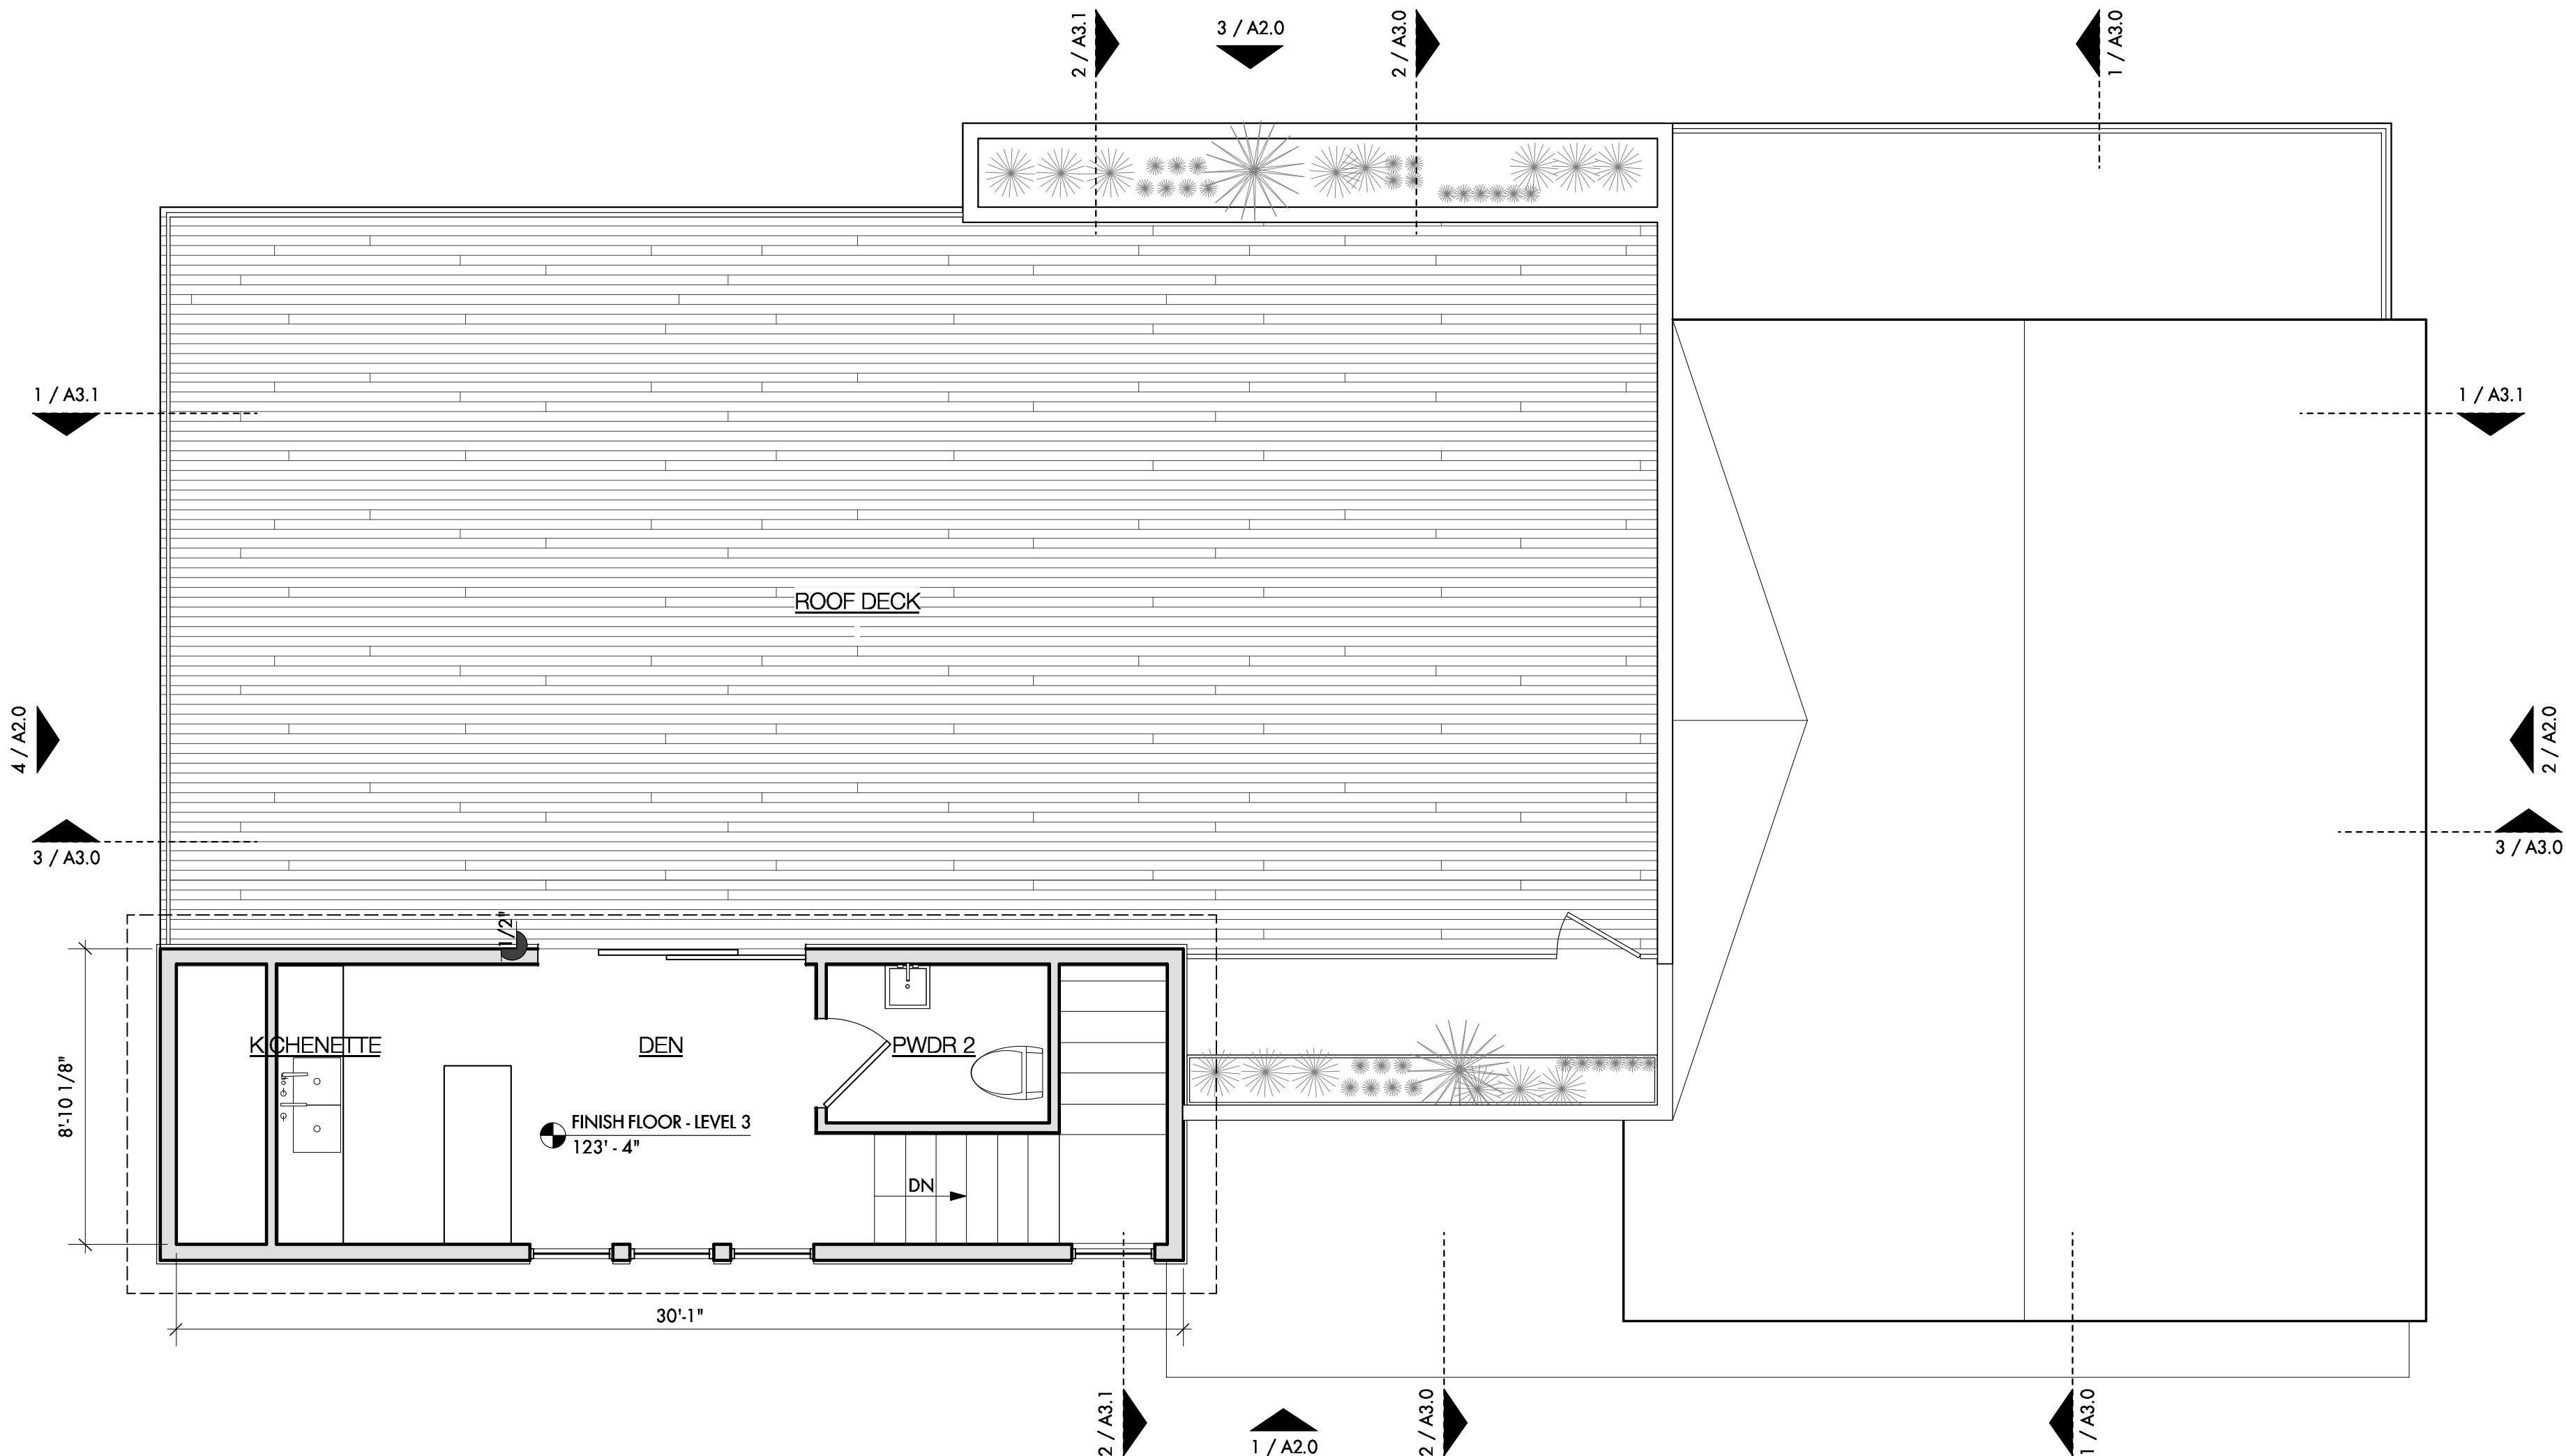 2 / A3.1
3 / A2.0
2 / A3.0
1 / A3.0
1 / A3.1
1 / A3.1
ROOF DECK
4 / A2.0
2 / A2.0
3 / A3.0
3 / A3.0
1/2"
KICHENETTE
DEN
PWDR 2
8'-10 1/8"
FINISH FLOOR - LEVEL 3
123' - 4"
DN
30'-1"
2 / A3.1
1 / A2.0
2 / A3.0
1 / A3.0